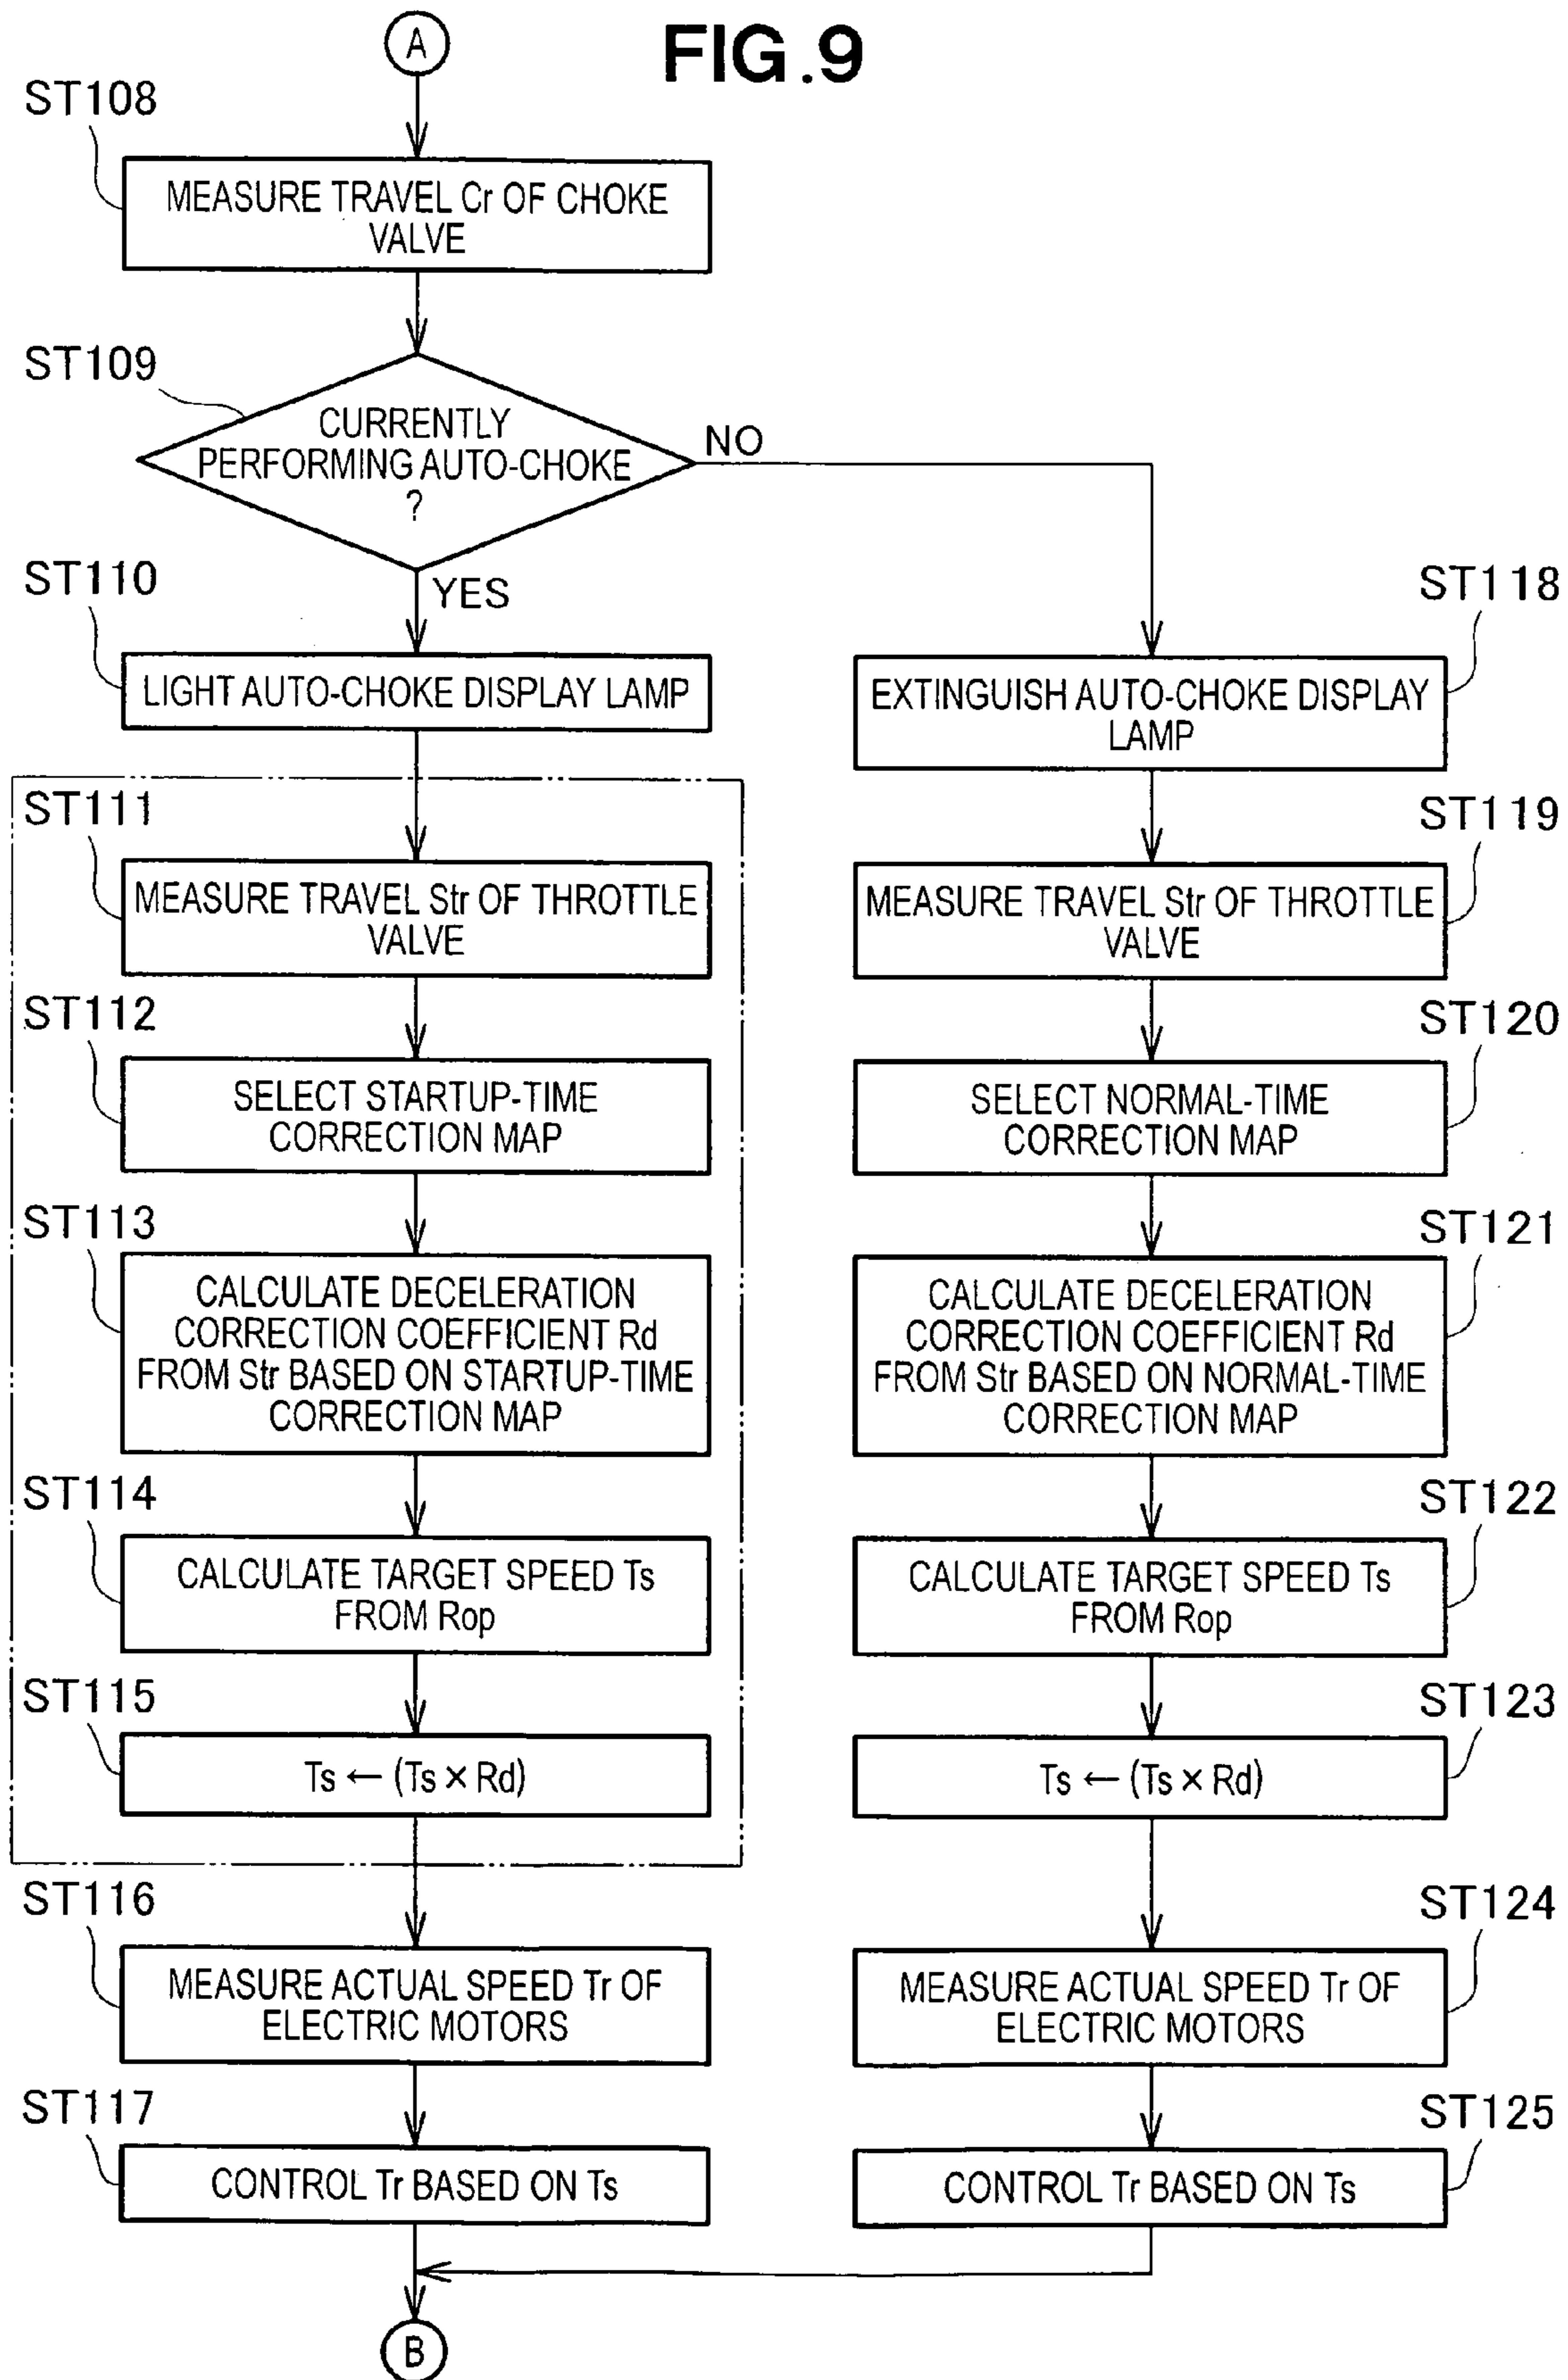 FIG.9
A
ST108
MEASURE TRAVEL Cr OF CHOKE
VALVE
ST109
CURRENTLY
PERFORMING AUTO-CHOKE
?
NO
YES
ST110
LIGHT AUTO-CHOKE DISPLAY LAMP
ST111
MEASURE TRAVEL Str OF THROTTLE
VALVE
ST112
SELECT STARTUP-TIME
CORRECTION MAP
ST113
CALCULATE DECELERATION
CORRECTION COEFFICIENT Rd
FROM Str BASED ON STARTUP-TIME
CORRECTION MAP
ST114
CALCULATE TARGET SPEED Ts
FROM Rop
ST115
Ts ← (Ts × Rd)
ST116
MEASURE ACTUAL SPEED Tr OF
ELECTRIC MOTORS
ST117
CONTROL Tr BASED ON Ts
ST118
EXTINGUISH AUTO-CHOKE DISPLAY
LAMP
ST119
MEASURE TRAVEL Str OF THROTTLE
VALVE
ST120
SELECT NORMAL-TIME
CORRECTION MAP
ST121
CALCULATE DECELERATION
CORRECTION COEFFICIENT Rd
FROM Str BASED ON NORMAL-TIME
CORRECTION MAP
ST122
CALCULATE TARGET SPEED Ts
FROM Rop
ST123
Ts ← (Ts × Rd)
ST124
MEASURE ACTUAL SPEED Tr OF
ELECTRIC MOTORS
ST125
CONTROL Tr BASED ON Ts
B